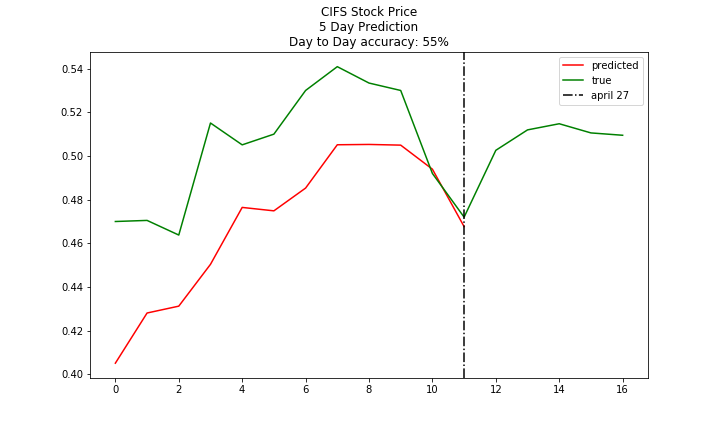 CIFS Stock Price
5 Day Prediction
Day to Day accuracy: 55%
predicted
true
april 27
0.54
0.52
0.50
0.48
0.46
0.44
0.42
0.40
0 2 4 6 8 10 12 14 16